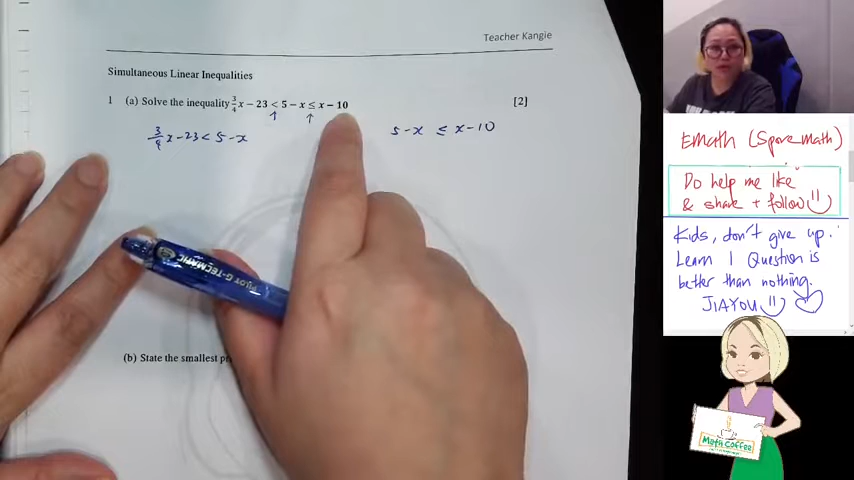 Teacher Kangie
Simultaneous Linear Inequalities
1 (a) Solve the inequality 3/4 x − 23 < 5 − x ≤ x − 10 [2]
↑ ↑
3/4 x − 23 < 5 − x 5 − x ≤ x − 10
PILOT G-TECMATIC
(b) State the smallest
EMath (Spore Math)
Do help me like
& share + follow
Kids, don't give up.
Learn 1 Question is
better than nothing.
JIAYOU
Math Coffee